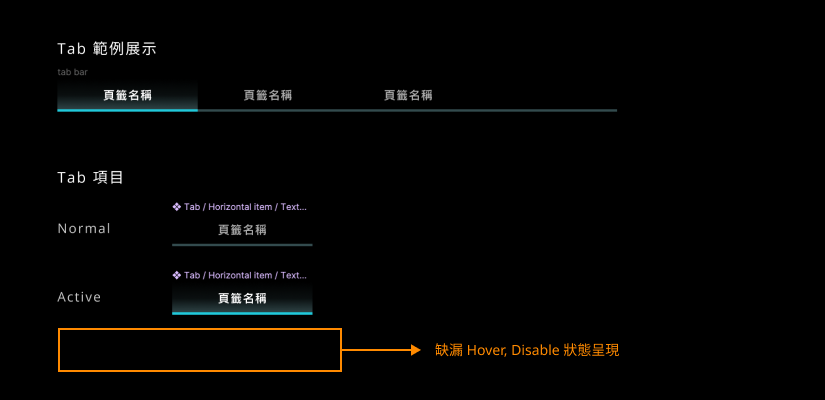 Tab 範例展示
tab bar
頁籤名稱 頁籤名稱 頁籤名稱
Tab 項目
Tab / Horizontal item / Text...
Normal 頁籤名稱
Tab / Horizontal item / Text...
Active 頁籤名稱
缺漏 Hover, Disable 狀態呈現